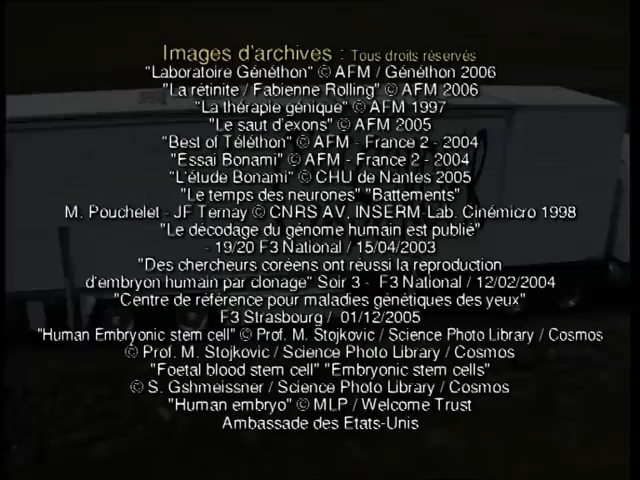 Images d'archives : Tous droits réservés
"Laboratoire Généthon" © AFM / Généthon 2006
"La rétinite / Fabienne Rolling" © AFM 2006
"La thérapie génique" © AFM 1997
"Le saut d'exons" © AFM 2005
"Best of Téléthon" © AFM - France 2 - 2004
"Essai Bonami" © AFM - France 2 - 2004
"L'étude Bonami" © CHU de Nantes 2005
"Le temps des neurones" "Battements"
M. Pouchelet - JF Ternay © CNRS AV, INSERM-Lab. Cinémicro 1998
"Le décodage du génome humain est publié"
- 19/20 F3 National / 15/04/2003
"Des chercheurs coréens ont réussi la reproduction
d'embryon humain par clonage" Soir 3 - F3 National / 12/02/2004
"Centre de référence pour maladies génétiques des yeux"
F3 Strasbourg / 01/12/2005
"Human Embryonic stem cell" © Prof. M. Stojkovic / Science Photo Library / Cosmos
© Prof. M. Stojkovic / Science Photo Library / Cosmos
"Foetal blood stem cell" "Embryonic stem cells"
© S. Gshmeissner / Science Photo Library / Cosmos
"Human embryo" © MLP / Welcome Trust
Ambassade des Etats-Unis